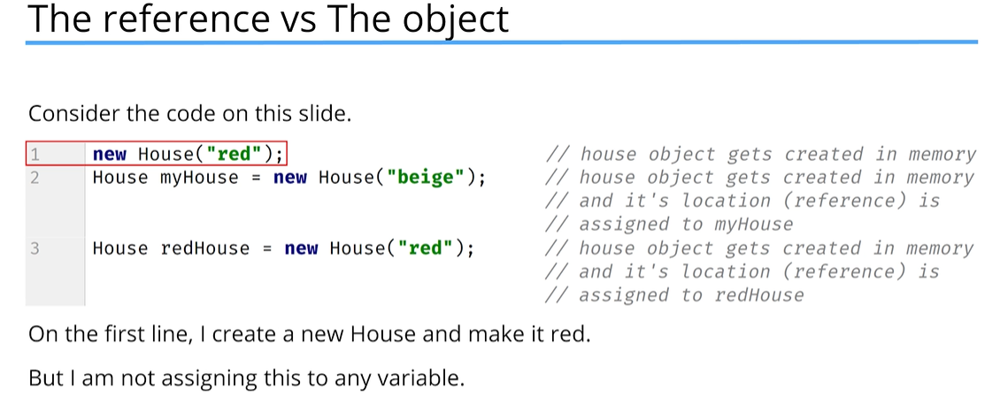 The reference vs The object
Consider the code on this slide.
1 new House("red"); // house object gets created in memory
2 House myHouse = new House("beige"); // house object gets created in memory
// and it's location (reference) is
// assigned to myHouse
3 House redHouse = new House("red"); // house object gets created in memory
// and it's location (reference) is
// assigned to redHouse
On the first line, I create a new House and make it red.
But I am not assigning this to any variable.